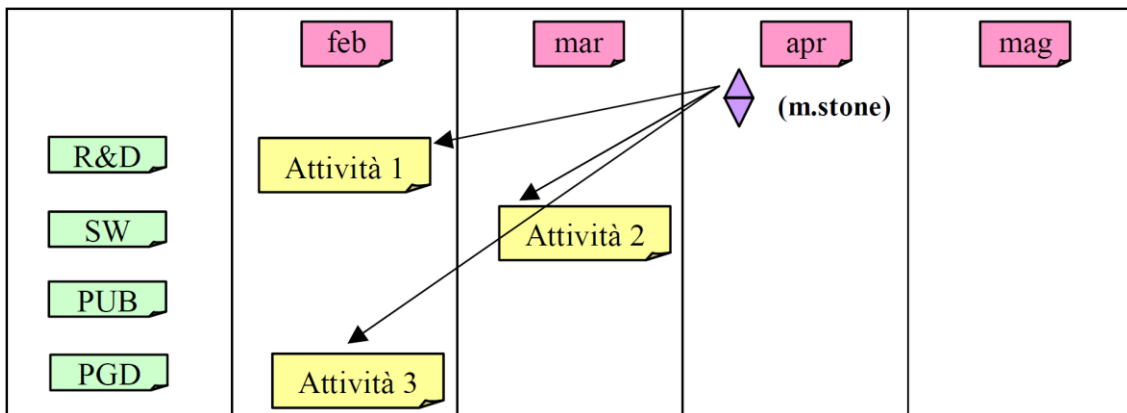 feb
mar
apr
mag
(m.stone)
R&D
Attività 1
SW
Attività 2
PUB
PGD
Attività 3